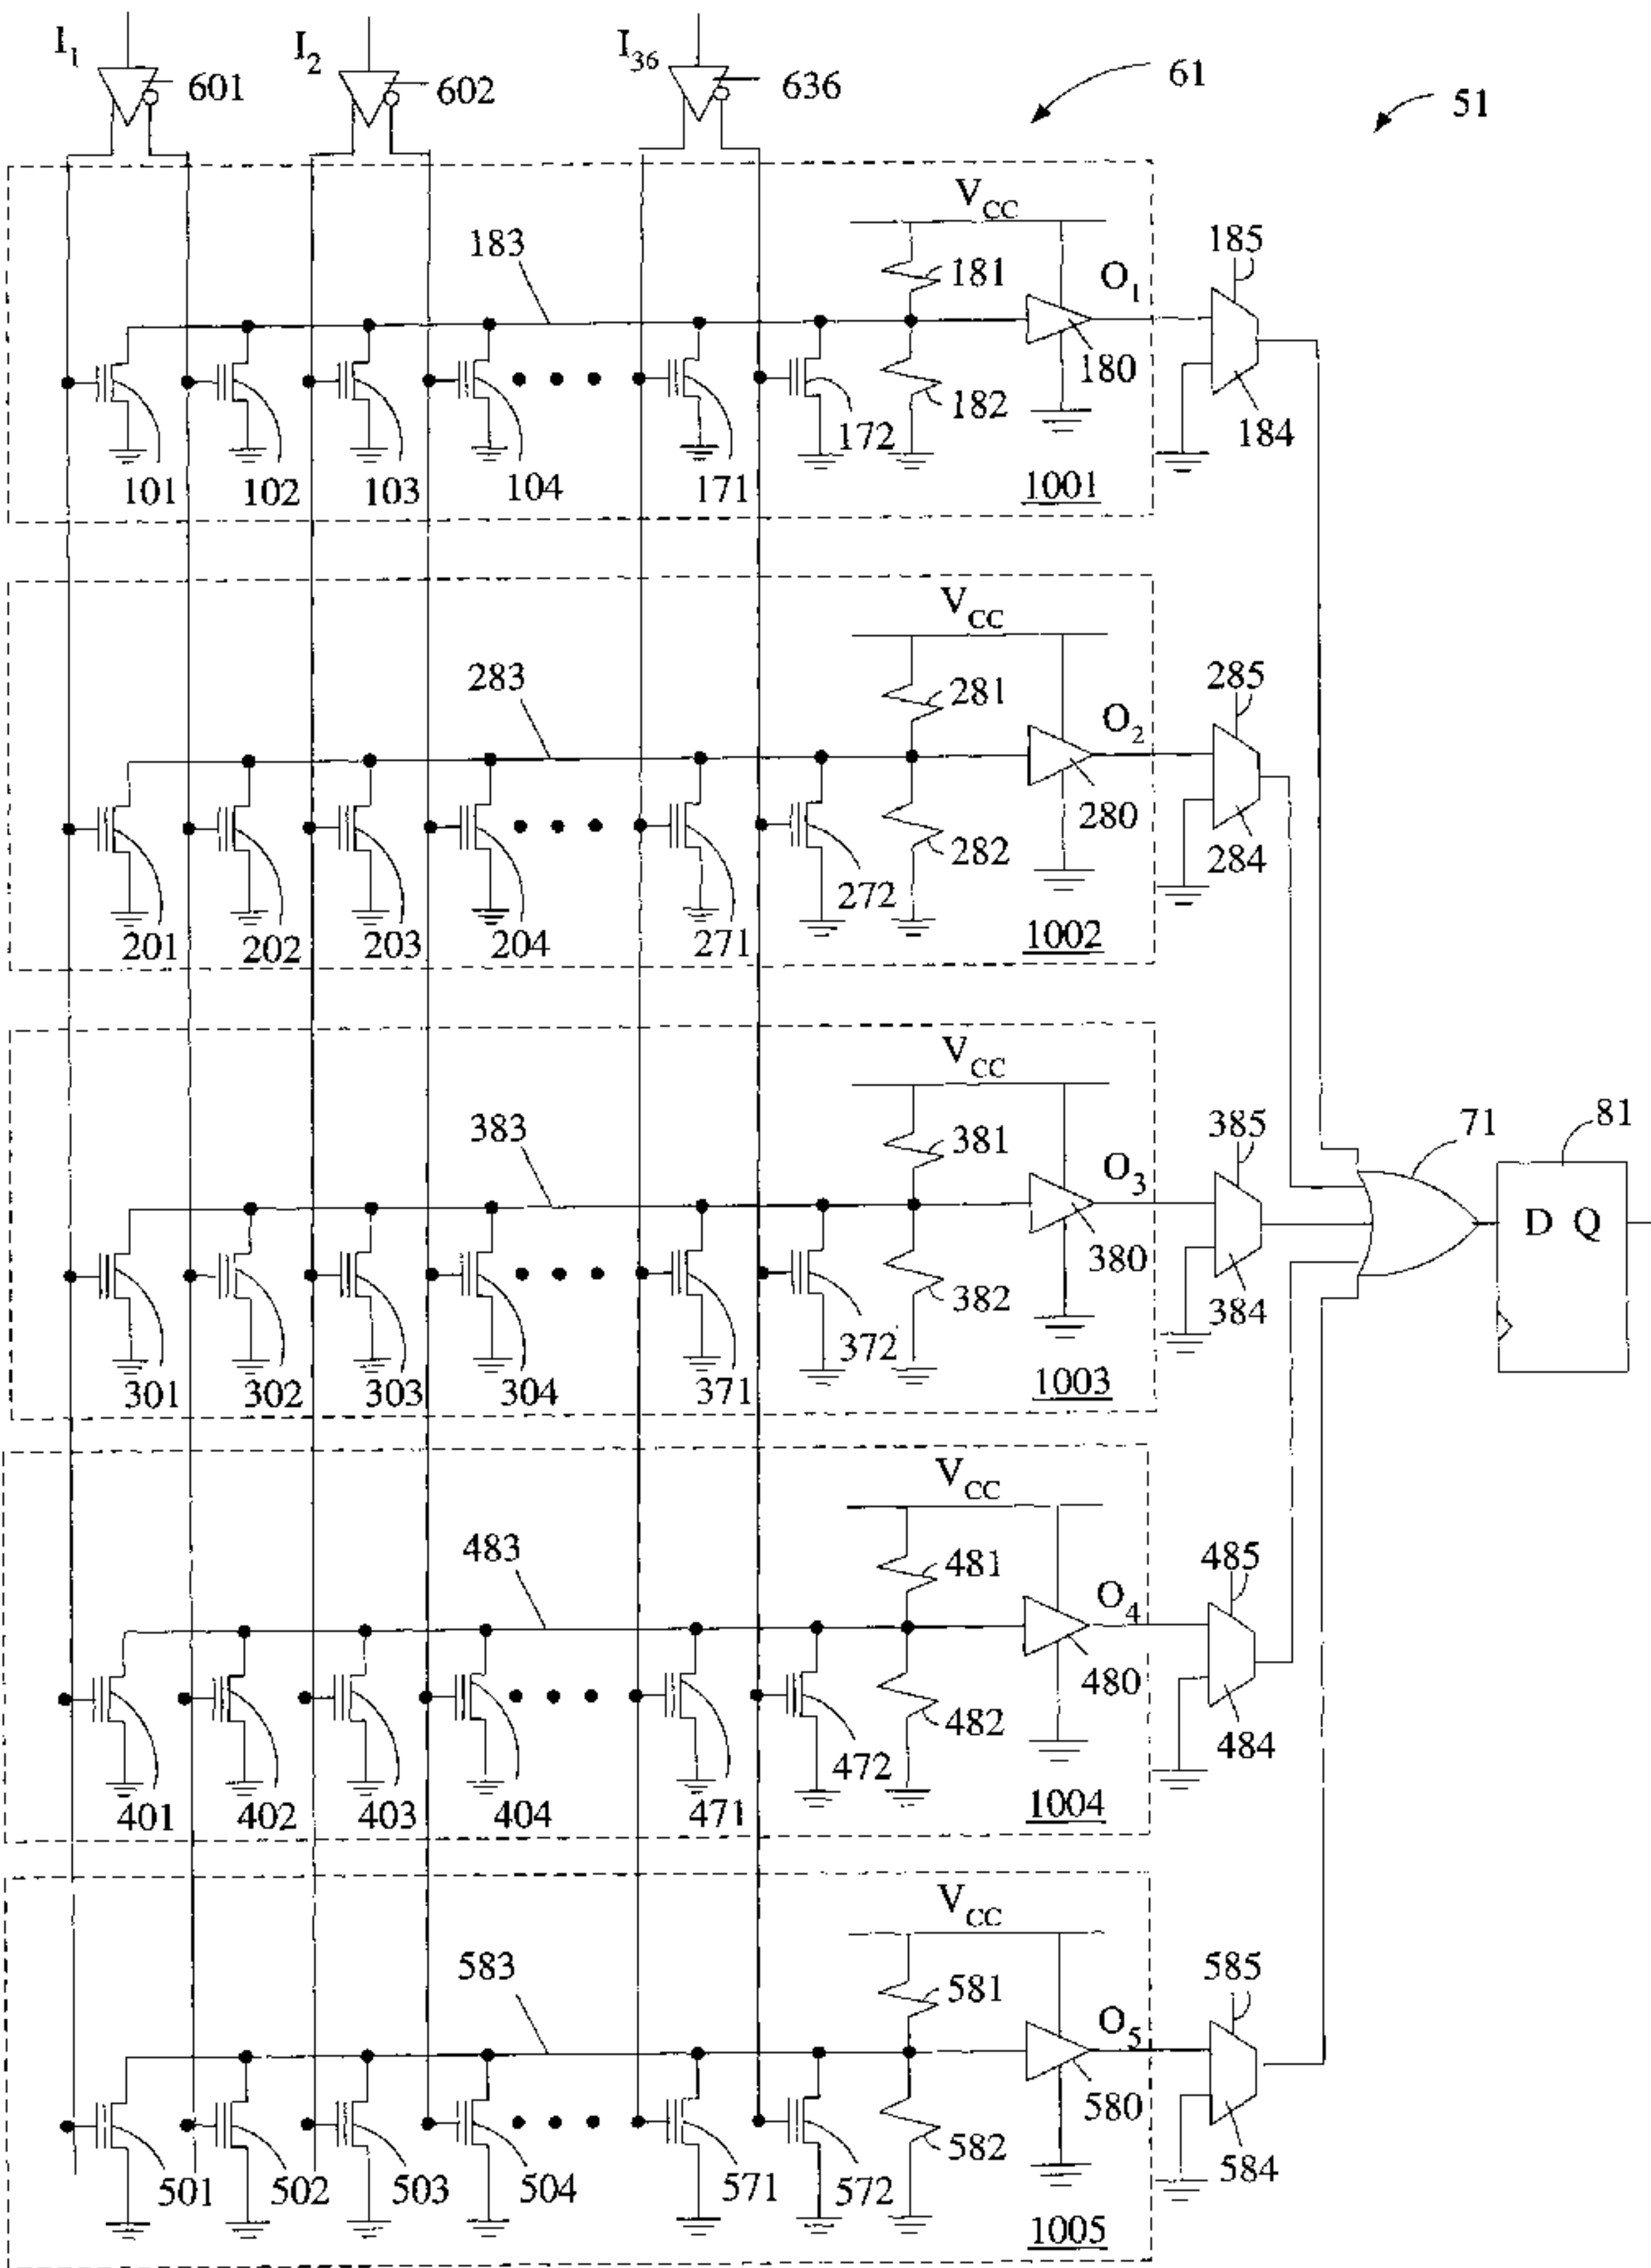 I1 601 I2 602 I36 636 61 51
VCC
183 181 O1 185
180
182 172 184
101 102 103 104 171 1001
VCC
283 281 O2 285
280
282 272 284
201 202 203 204 271 1002
VCC
383 381 O3 385 71 81
D Q
380
382 372 384
301 302 303 304 371 1003
VCC
483 481 O4 485
480
482 472 484
401 402 403 404 471 1004
VCC
583 581 O5 585
580
582 584
501 502 503 504 571 572
1005